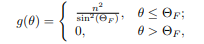 g(θ) = { n²/sin²(Θ_F), θ ≤ Θ_F;
0, θ > Θ_F,